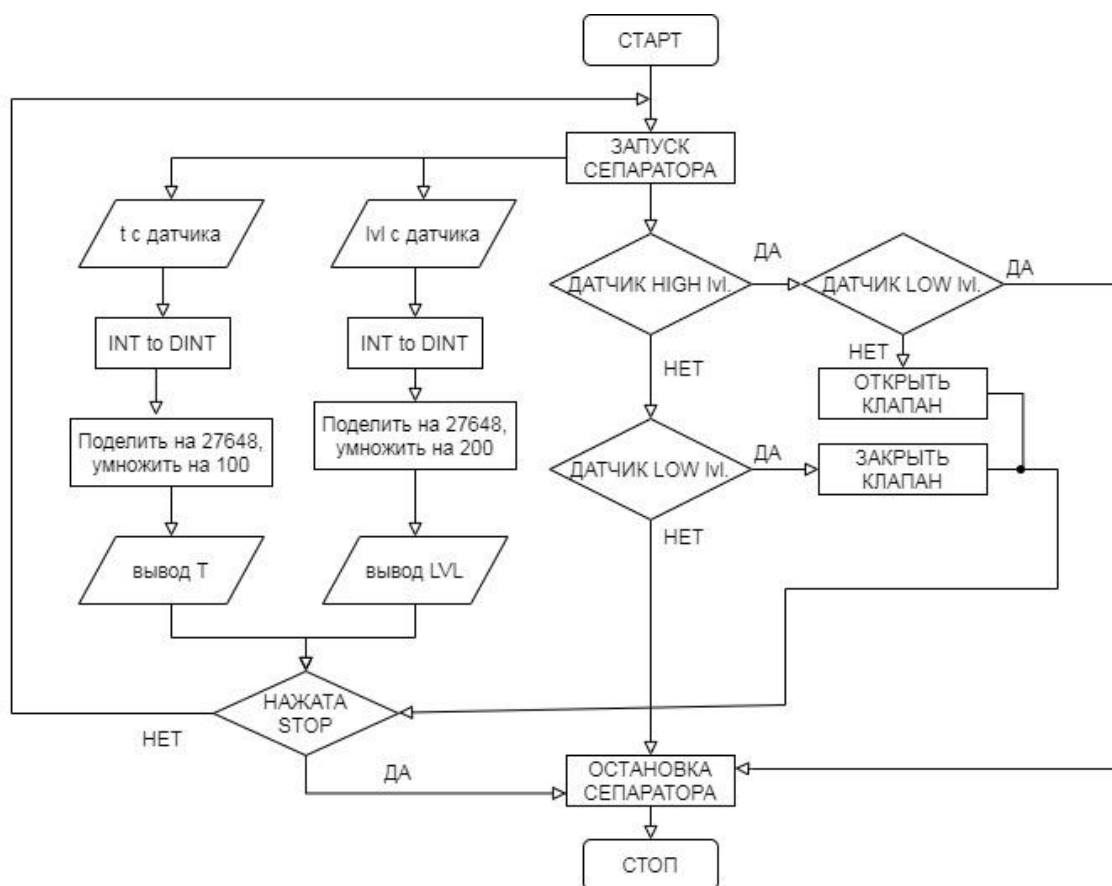 СТАРТ
ЗАПУСК
СЕПАРАТОРА
t с датчика
lvl с датчика
ДАТЧИК HIGH lvl.
ДА
ДАТЧИК LOW lvl.
ДА
INT to DINT
INT to DINT
НЕТ
НЕТ
ОТКРЫТЬ
КЛАПАН
Поделить на 27648,
умножить на 100
Поделить на 27648,
умножить на 200
ДАТЧИК LOW lvl.
ДА
ЗАКРЫТЬ
КЛАПАН
НЕТ
вывод T
вывод LVL
НАЖАТА
STOP
НЕТ
ДА
ОСТАНОВКА
СЕПАРАТОРА
СТОП